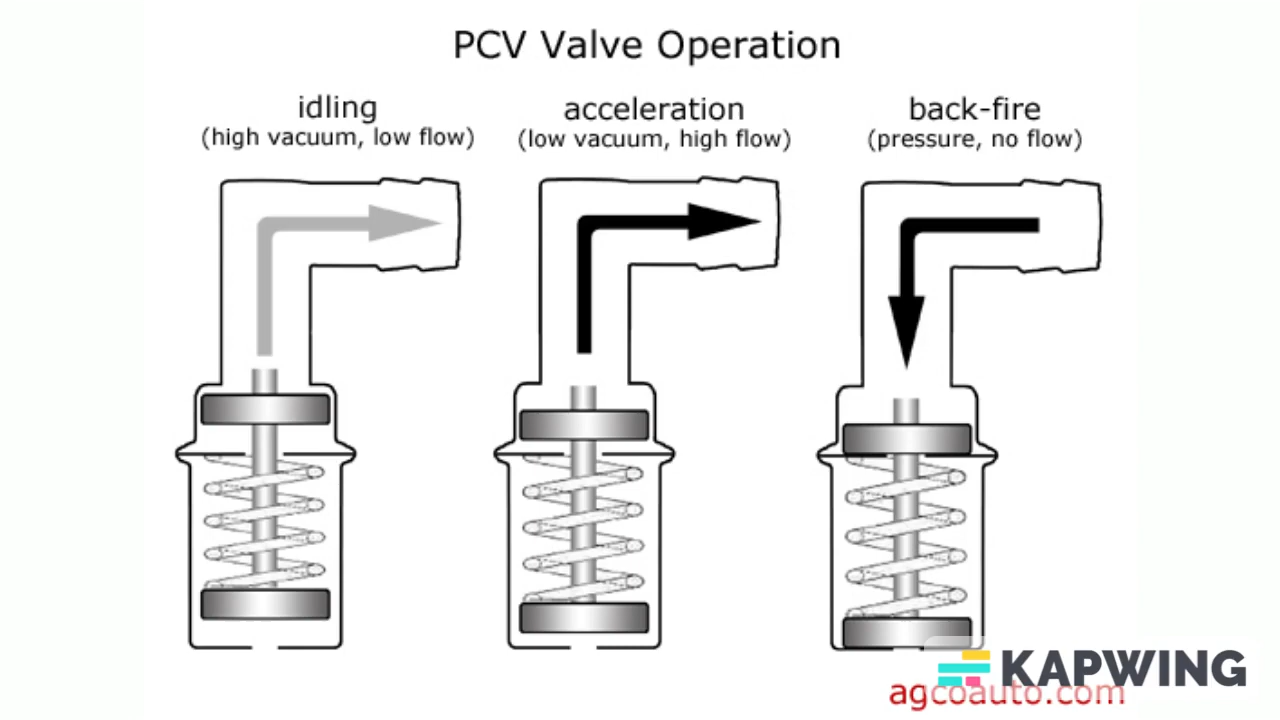 PCV Valve Operation
idling
(high vacuum, low flow)
acceleration
(low vacuum, high flow)
back-fire
(pressure, no flow)
KAPWING
agcoauto.com